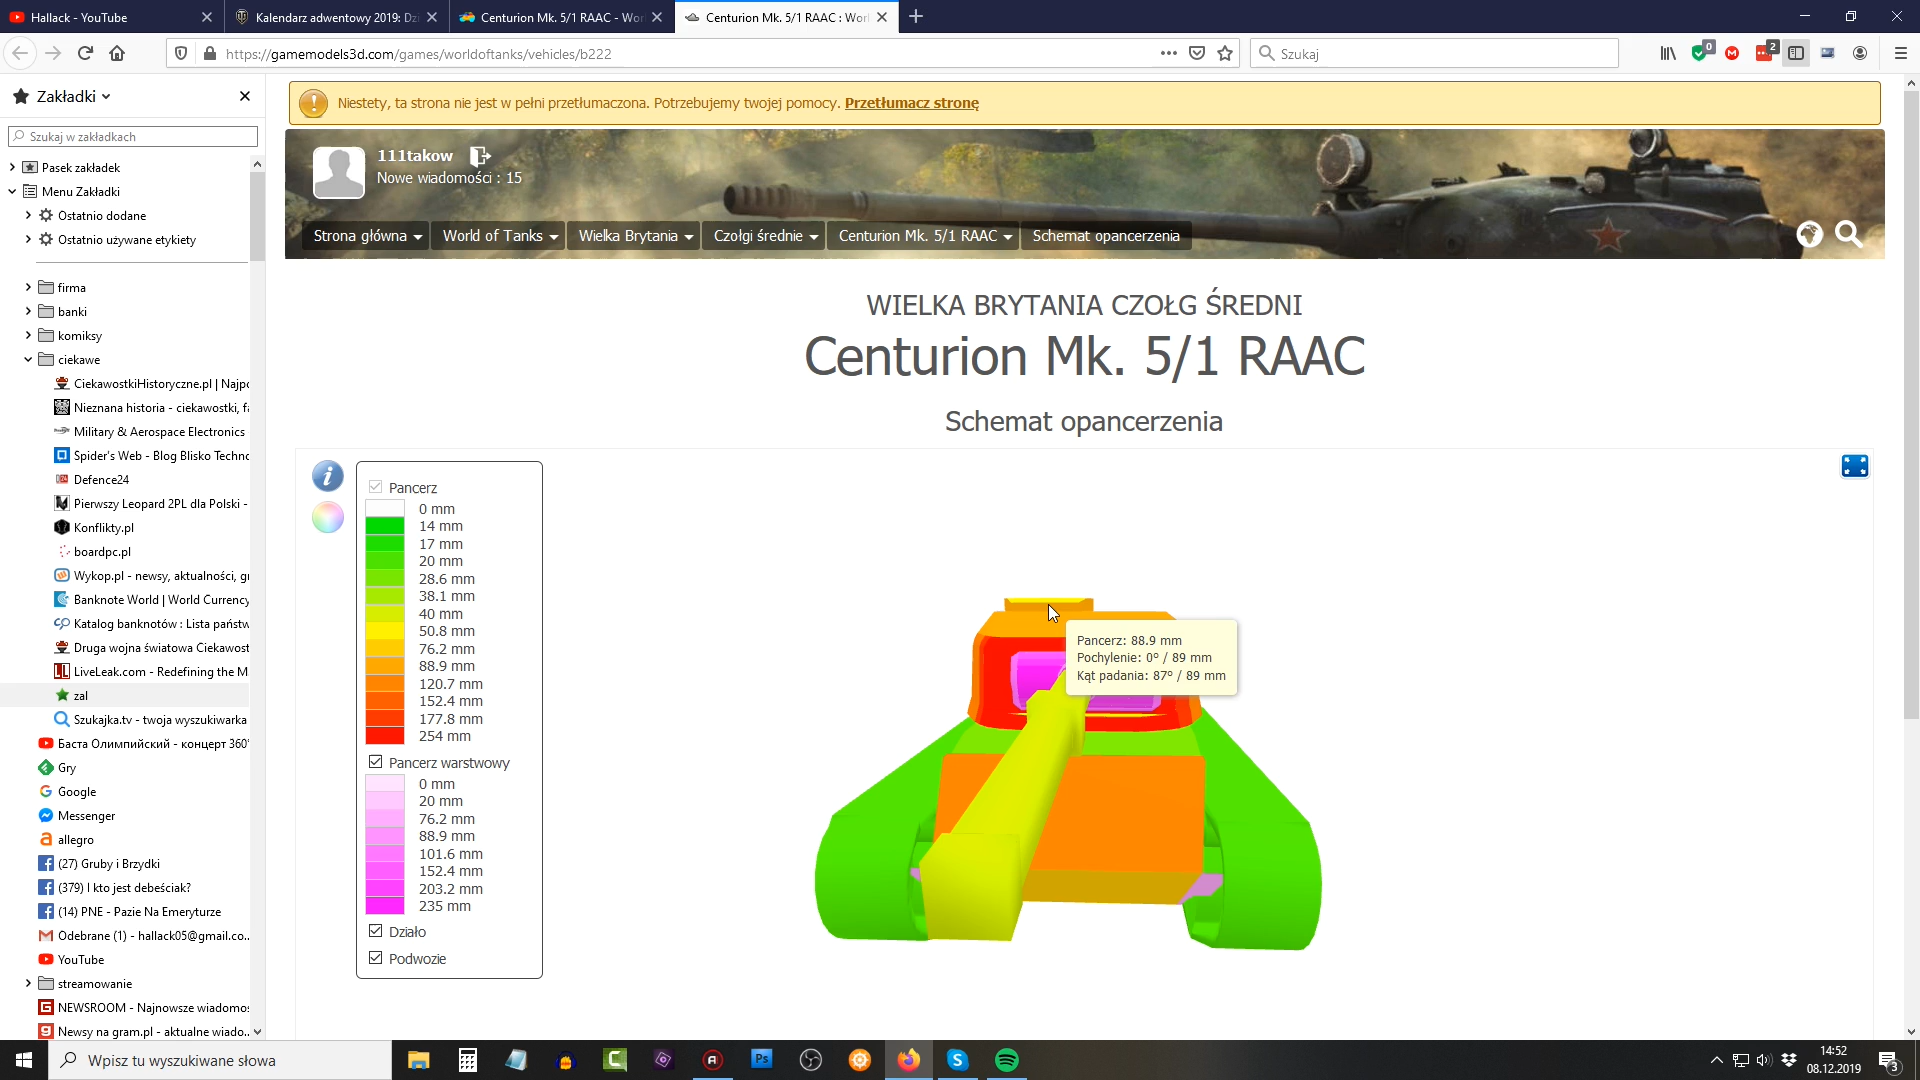 Hallack - YouTube
Kalendarz adwentowy 2019: Dzi
Centurion Mk. 5/1 RAAC - Wor
Centurion Mk. 5/1 RAAC : Worl
https://gamemodels3d.com/games/worldoftanks/vehicles/b222
Szukaj
0
2
Zakładki
Niestety, ta strona nie jest w pełni przetłumaczona. Potrzebujemy twojej pomocy. Przetłumacz stronę
Szukaj w zakładkach
Pasek zakładek
Menu Zakładki
Ostatnio dodane
Ostatnio używane etykiety
firma
banki
komiksy
ciekawe
CiekawostkiHistoryczne.pl | Najpo
Nieznana historia - ciekawostki, fa
Military & Aerospace Electronics
Spider's Web - Blog Blisko Techno
Defence24
Pierwszy Leopard 2PL dla Polski -
Konflikty.pl
boardpc.pl
Wykop.pl - newsy, aktualności, gr
Banknote World | World Currency
Katalog banknotów : Lista państw
Druga wojna światowa Ciekawost
LiveLeak.com - Redefining the M
zal
Szukajka.tv - twoja wyszukiwarka
Баста Олимпийский - концерт 360°
Gry
Google
Messenger
allegro
(27) Gruby i Brzydki
(379) I kto jest debeściak?
(14) PNE - Pazie Na Emeryturze
Odebrane (1) - hallack05@gmail.co...
YouTube
streamowanie
NEWSROOM - Najnowsze wiadomoś
Newsy na gram.pl - aktualne wiado...
111takow
Nowe wiadomości : 15
Strona główna
World of Tanks
Wielka Brytania
Czołgi średnie
Centurion Mk. 5/1 RAAC
Schemat opancerzenia
WIELKA BRYTANIA CZOŁG ŚREDNI
Centurion Mk. 5/1 RAAC
Schemat opancerzenia
Pancerz
0 mm
14 mm
17 mm
20 mm
28.6 mm
38.1 mm
40 mm
50.8 mm
76.2 mm
88.9 mm
120.7 mm
152.4 mm
177.8 mm
254 mm
Pancerz warstwowy
0 mm
20 mm
76.2 mm
88.9 mm
101.6 mm
152.4 mm
203.2 mm
235 mm
Działo
Podwozie
Pancerz: 88.9 mm
Pochylenie: 0° / 89 mm
Kąt padania: 87° / 89 mm
Wpisz tu wyszukiwane słowa
14:52
08.12.2019
3